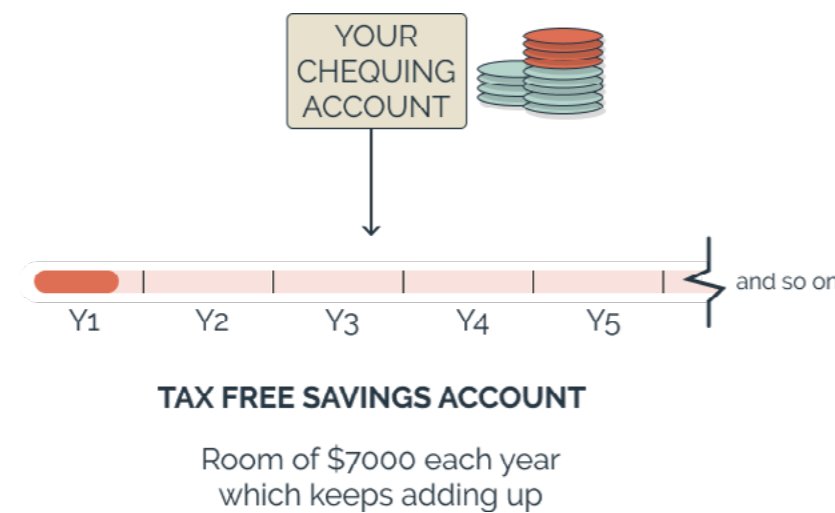 YOUR
CHEQUING
ACCOUNT
and so on
Y1 Y2 Y3 Y4 Y5
TAX FREE SAVINGS ACCOUNT
Room of $7000 each year
which keeps adding up